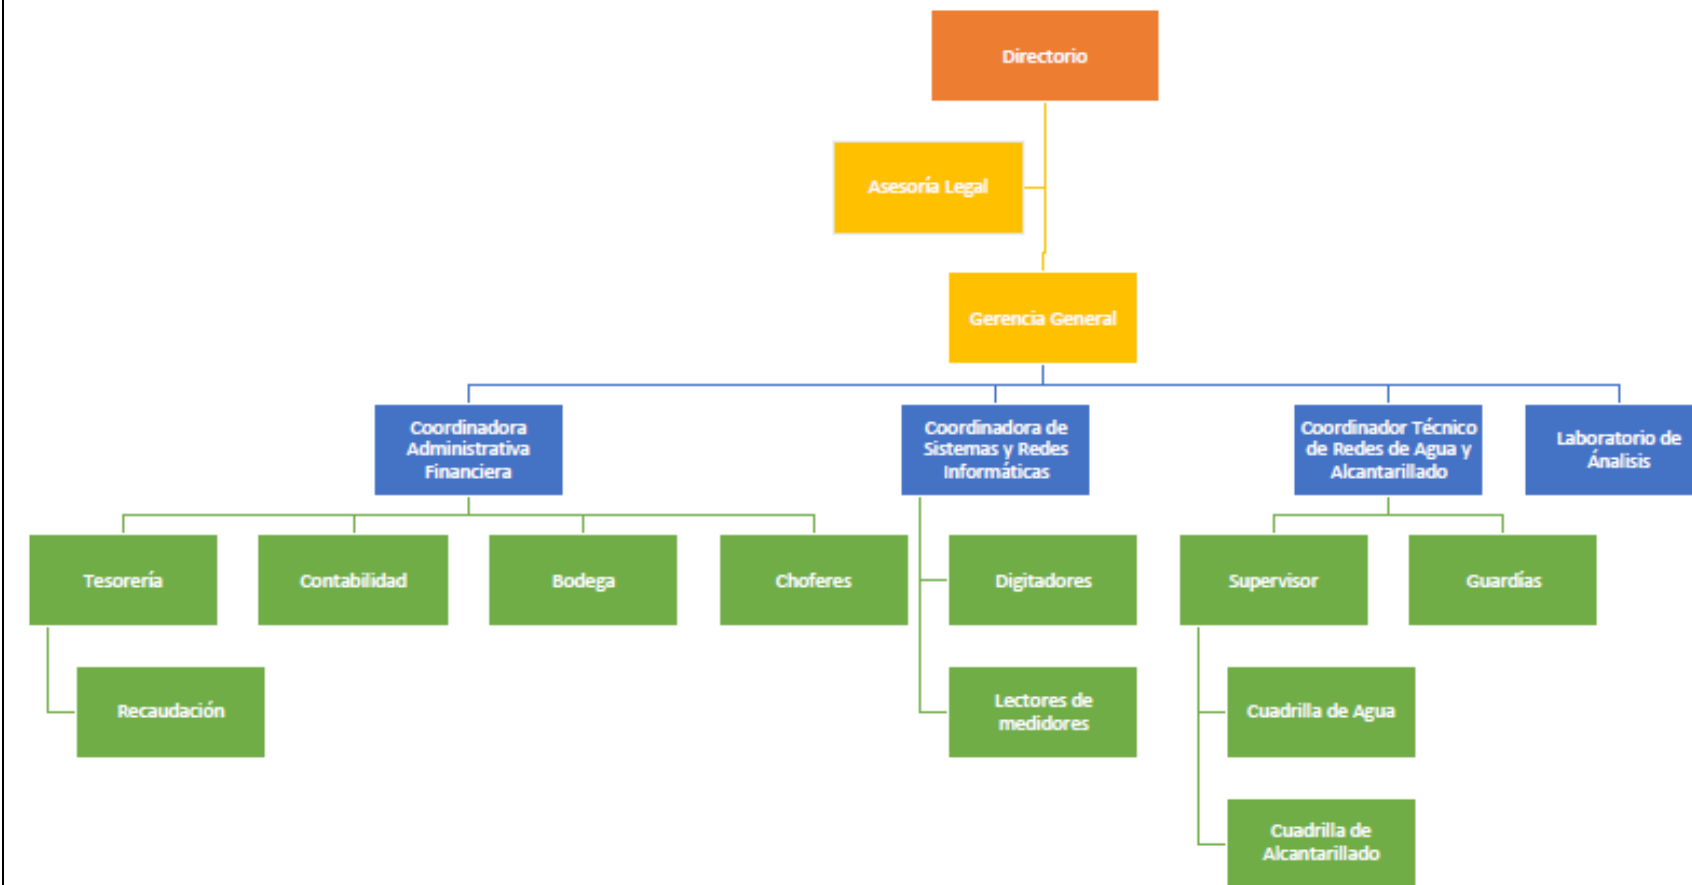 Directorio
Asesoría Legal
Gerencia General
Coordinadora
Administrativa
Financiera
Coordinadora de
Sistemas y Redes
Informáticas
Coordinador Técnico
de Redes de Agua y
Alcantarillado
Laboratorio de
Ánalisis
Tesorería
Contabilidad
Bodega
Choferes
Digitadores
Supervisor
Guardías
Recaudación
Lectores de
medidores
Cuadrilla de Agua
Cuadrilla de
Alcantarillado